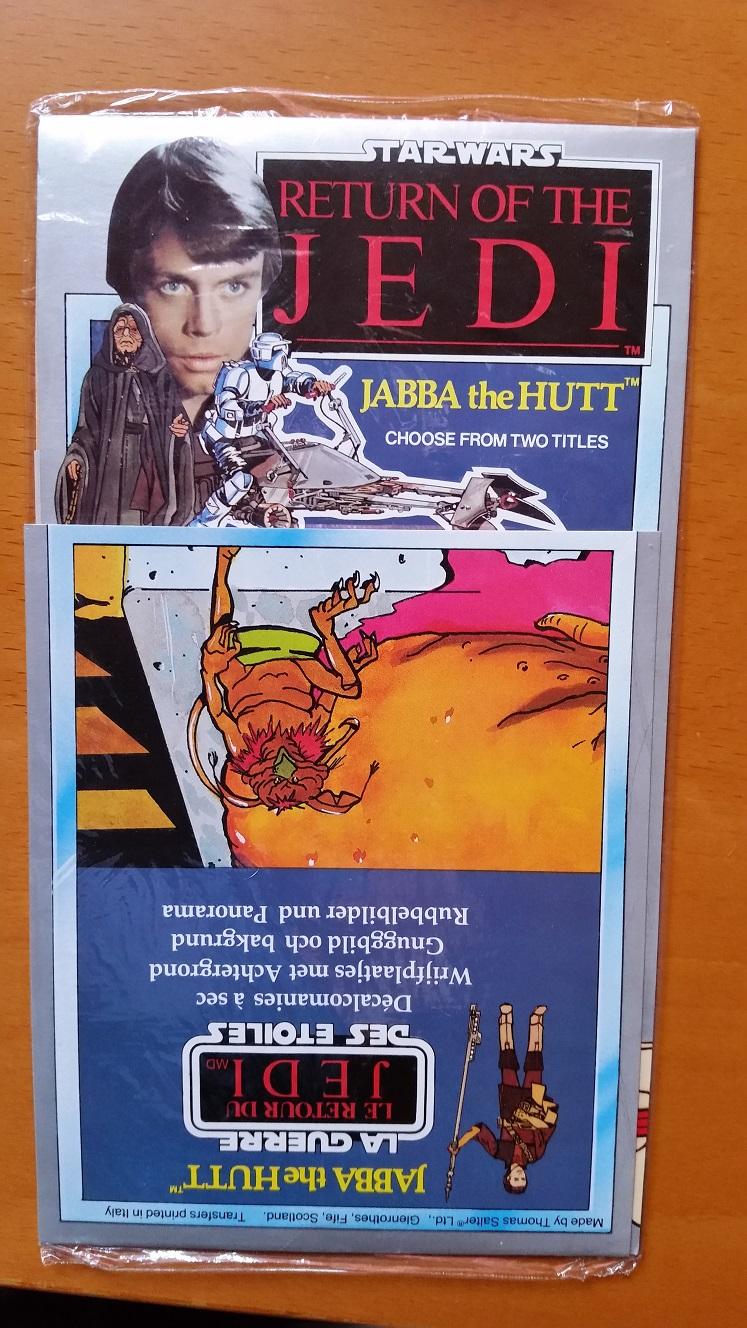 STAR WARS
RETURN OF THE
JEDI
TM
JABBA the HUTT™
CHOOSE FROM TWO TITLES
Made by Thomas Salter® Ltd., Glenrothes, Fife, Scotland. Transfers printed in Italy
JABBA the HUTT™
LA GUERRE
LE RETOUR DU
JEDI MD
DES ETOILES
Décalcomanies à sec
Wrijfplaatjes met Achtergrond
Gnuggbild och bakgrund
Rubbelbilder und Panorama